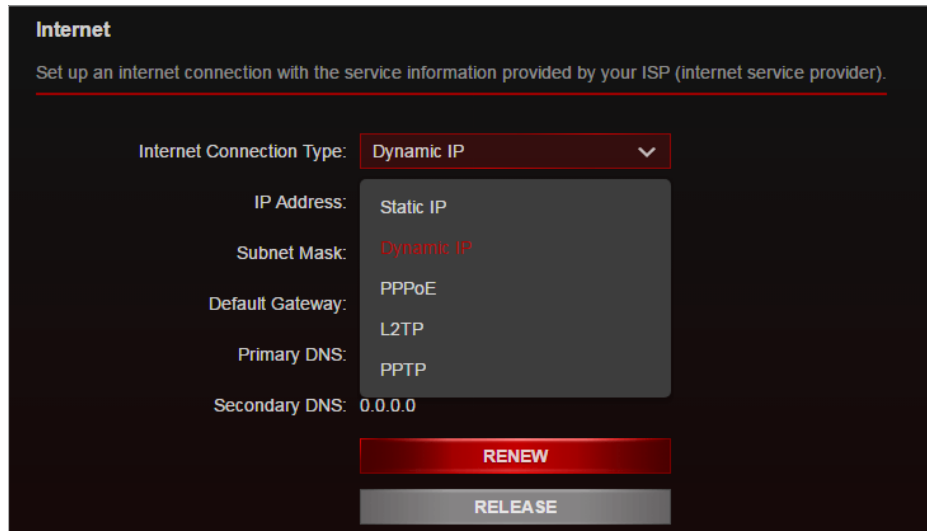 Internet
Set up an internet connection with the service information provided by your ISP (internet service provider).
Internet Connection Type: Dynamic IP
IP Address:
Static IP
Subnet Mask:
Dynamic IP
PPPoE
Default Gateway:
L2TP
Primary DNS:
PPTP
Secondary DNS: 0.0.0.0
RENEW
RELEASE